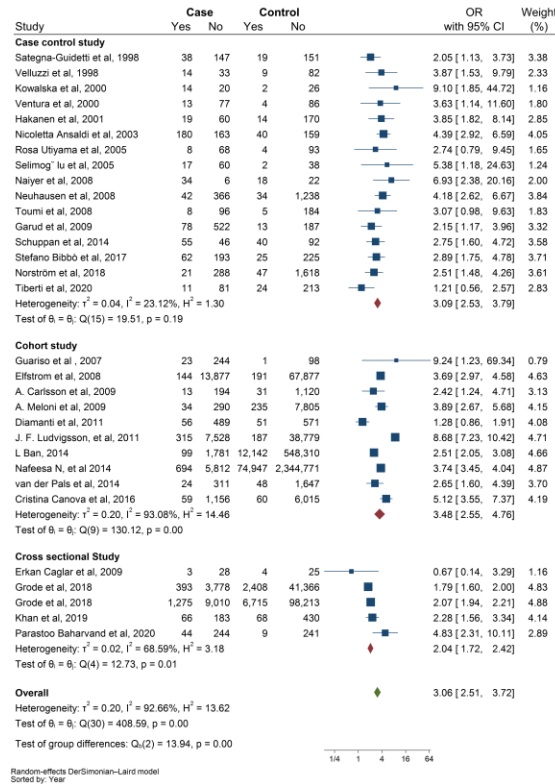 Case Control OR Weight
Study Yes No Yes No with 95% CI (%)
Case control study
Sategna-Guidetti et al, 1998 38 147 19 151 2.05 [ 1.13, 3.73] 3.38
Velluzzi et al, 1998 14 33 9 82 3.87 [ 1.53, 9.79] 2.33
Kowalska et al, 2000 14 20 2 26 9.10 [ 1.85, 44.72] 1.16
Ventura et al, 2000 13 77 4 86 3.63 [ 1.14, 11.60] 1.80
Hakanen et al, 2001 19 60 14 170 3.85 [ 1.82, 8.14] 2.85
Nicoletta Ansaldi et al, 2003 180 163 40 159 4.39 [ 2.92, 6.59] 4.05
Rosa Utiyama et al, 2005 8 68 4 93 2.74 [ 0.79, 9.45] 1.65
Selimog˘ lu et al, 2005 17 60 2 38 5.38 [ 1.18, 24.63] 1.24
Naiyer et al, 2008 34 6 18 22 6.93 [ 2.38, 20.16] 2.00
Neuhausen et al, 2008 42 366 34 1,238 4.18 [ 2.62, 6.67] 3.84
Toumi et al, 2008 8 96 5 184 3.07 [ 0.98, 9.63] 1.83
Garud et al, 2009 78 522 13 187 2.15 [ 1.17, 3.96] 3.32
Schuppan et al, 2014 55 46 40 92 2.75 [ 1.60, 4.72] 3.58
Stefano Bibbò et al, 2017 62 193 25 225 2.89 [ 1.75, 4.78] 3.71
Norström et al, 2018 21 288 47 1,618 2.51 [ 1.48, 4.26] 3.61
Tiberti et al, 2020 11 81 24 213 1.21 [ 0.56, 2.57] 2.83
Heterogeneity: τ² = 0.04, I² = 23.12%, H² = 1.30 3.09 [ 2.53, 3.79]
Test of θᵢ = θⱼ: Q(15) = 19.51, p = 0.19
Cohort study
Guariso et al , 2007 23 244 1 98 9.24 [ 1.23, 69.34] 0.79
Elfstrom et al, 2008 144 13,877 191 67,877 3.69 [ 2.97, 4.58] 4.63
A. Carlsson et al, 2009 13 194 31 1,120 2.42 [ 1.24, 4.71] 3.13
A. Meloni et al, 2009 34 290 235 7,805 3.89 [ 2.67, 5.68] 4.15
Diamanti et al, 2011 56 489 51 571 1.28 [ 0.86, 1.91] 4.08
J. F. Ludvigsson, et al, 2011 315 7,528 187 38,779 8.68 [ 7.23, 10.42] 4.71
L Ban, 2014 99 1,781 12,142 548,310 2.51 [ 2.05, 3.08] 4.66
Nafeesa N, et al 2014 694 5,812 74,947 2,344,771 3.74 [ 3.45, 4.04] 4.87
van der Pals et al, 2014 24 311 48 1,647 2.65 [ 1.60, 4.39] 3.70
Cristina Canova et al, 2016 59 1,156 60 6,015 5.12 [ 3.55, 7.37] 4.19
Heterogeneity: τ² = 0.20, I² = 93.08%, H² = 14.46 3.48 [ 2.55, 4.76]
Test of θᵢ = θⱼ: Q(9) = 130.12, p = 0.00
Cross sectional Study
Erkan Caglar et al, 2009 3 28 4 25 0.67 [ 0.14, 3.29] 1.16
Grode et al, 2018 393 3,778 2,408 41,366 1.79 [ 1.60, 2.00] 4.83
Grode et al, 2018 1,275 9,010 6,715 98,213 2.07 [ 1.94, 2.21] 4.88
Khan et al, 2019 66 183 68 430 2.28 [ 1.56, 3.34] 4.14
Parastoo Baharvand et al, 2020 44 244 9 241 4.83 [ 2.31, 10.11] 2.89
Heterogeneity: τ² = 0.02, I² = 68.59%, H² = 3.18 2.04 [ 1.72, 2.42]
Test of θᵢ = θⱼ: Q(4) = 12.73, p = 0.01
Overall 3.06 [ 2.51, 3.72]
Heterogeneity: τ² = 0.20, I² = 92.66%, H² = 13.62
Test of θᵢ = θⱼ: Q(30) = 408.59, p = 0.00
Test of group differences: Q_b(2) = 13.94, p = 0.00
1/4 1 4 16 64
Random-effects DerSimonian–Laird model
Sorted by: Year